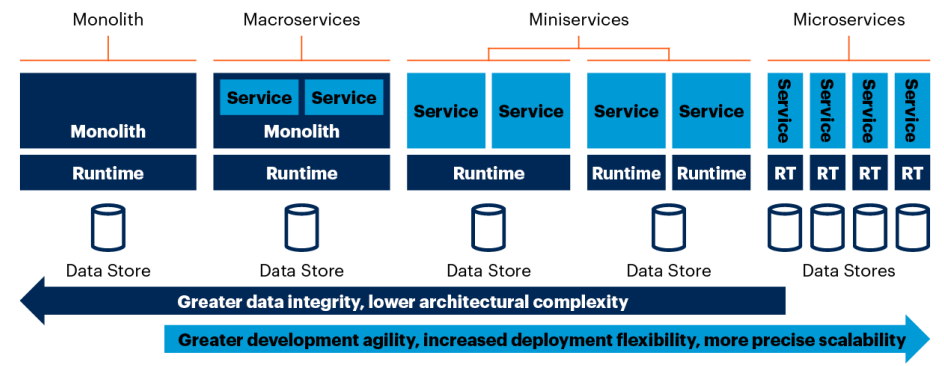 Monolith
Macroservices
Miniservices
Microservices
Monolith
Service
Service
Monolith
Service
Service
Service
Service
Service
Service
Service
Service
Runtime
Runtime
Runtime
Runtime
Runtime
RT
RT
RT
RT
Data Store
Data Store
Data Store
Data Store
Data Stores
Greater data integrity, lower architectural complexity
Greater development agility, increased deployment flexibility, more precise scalability